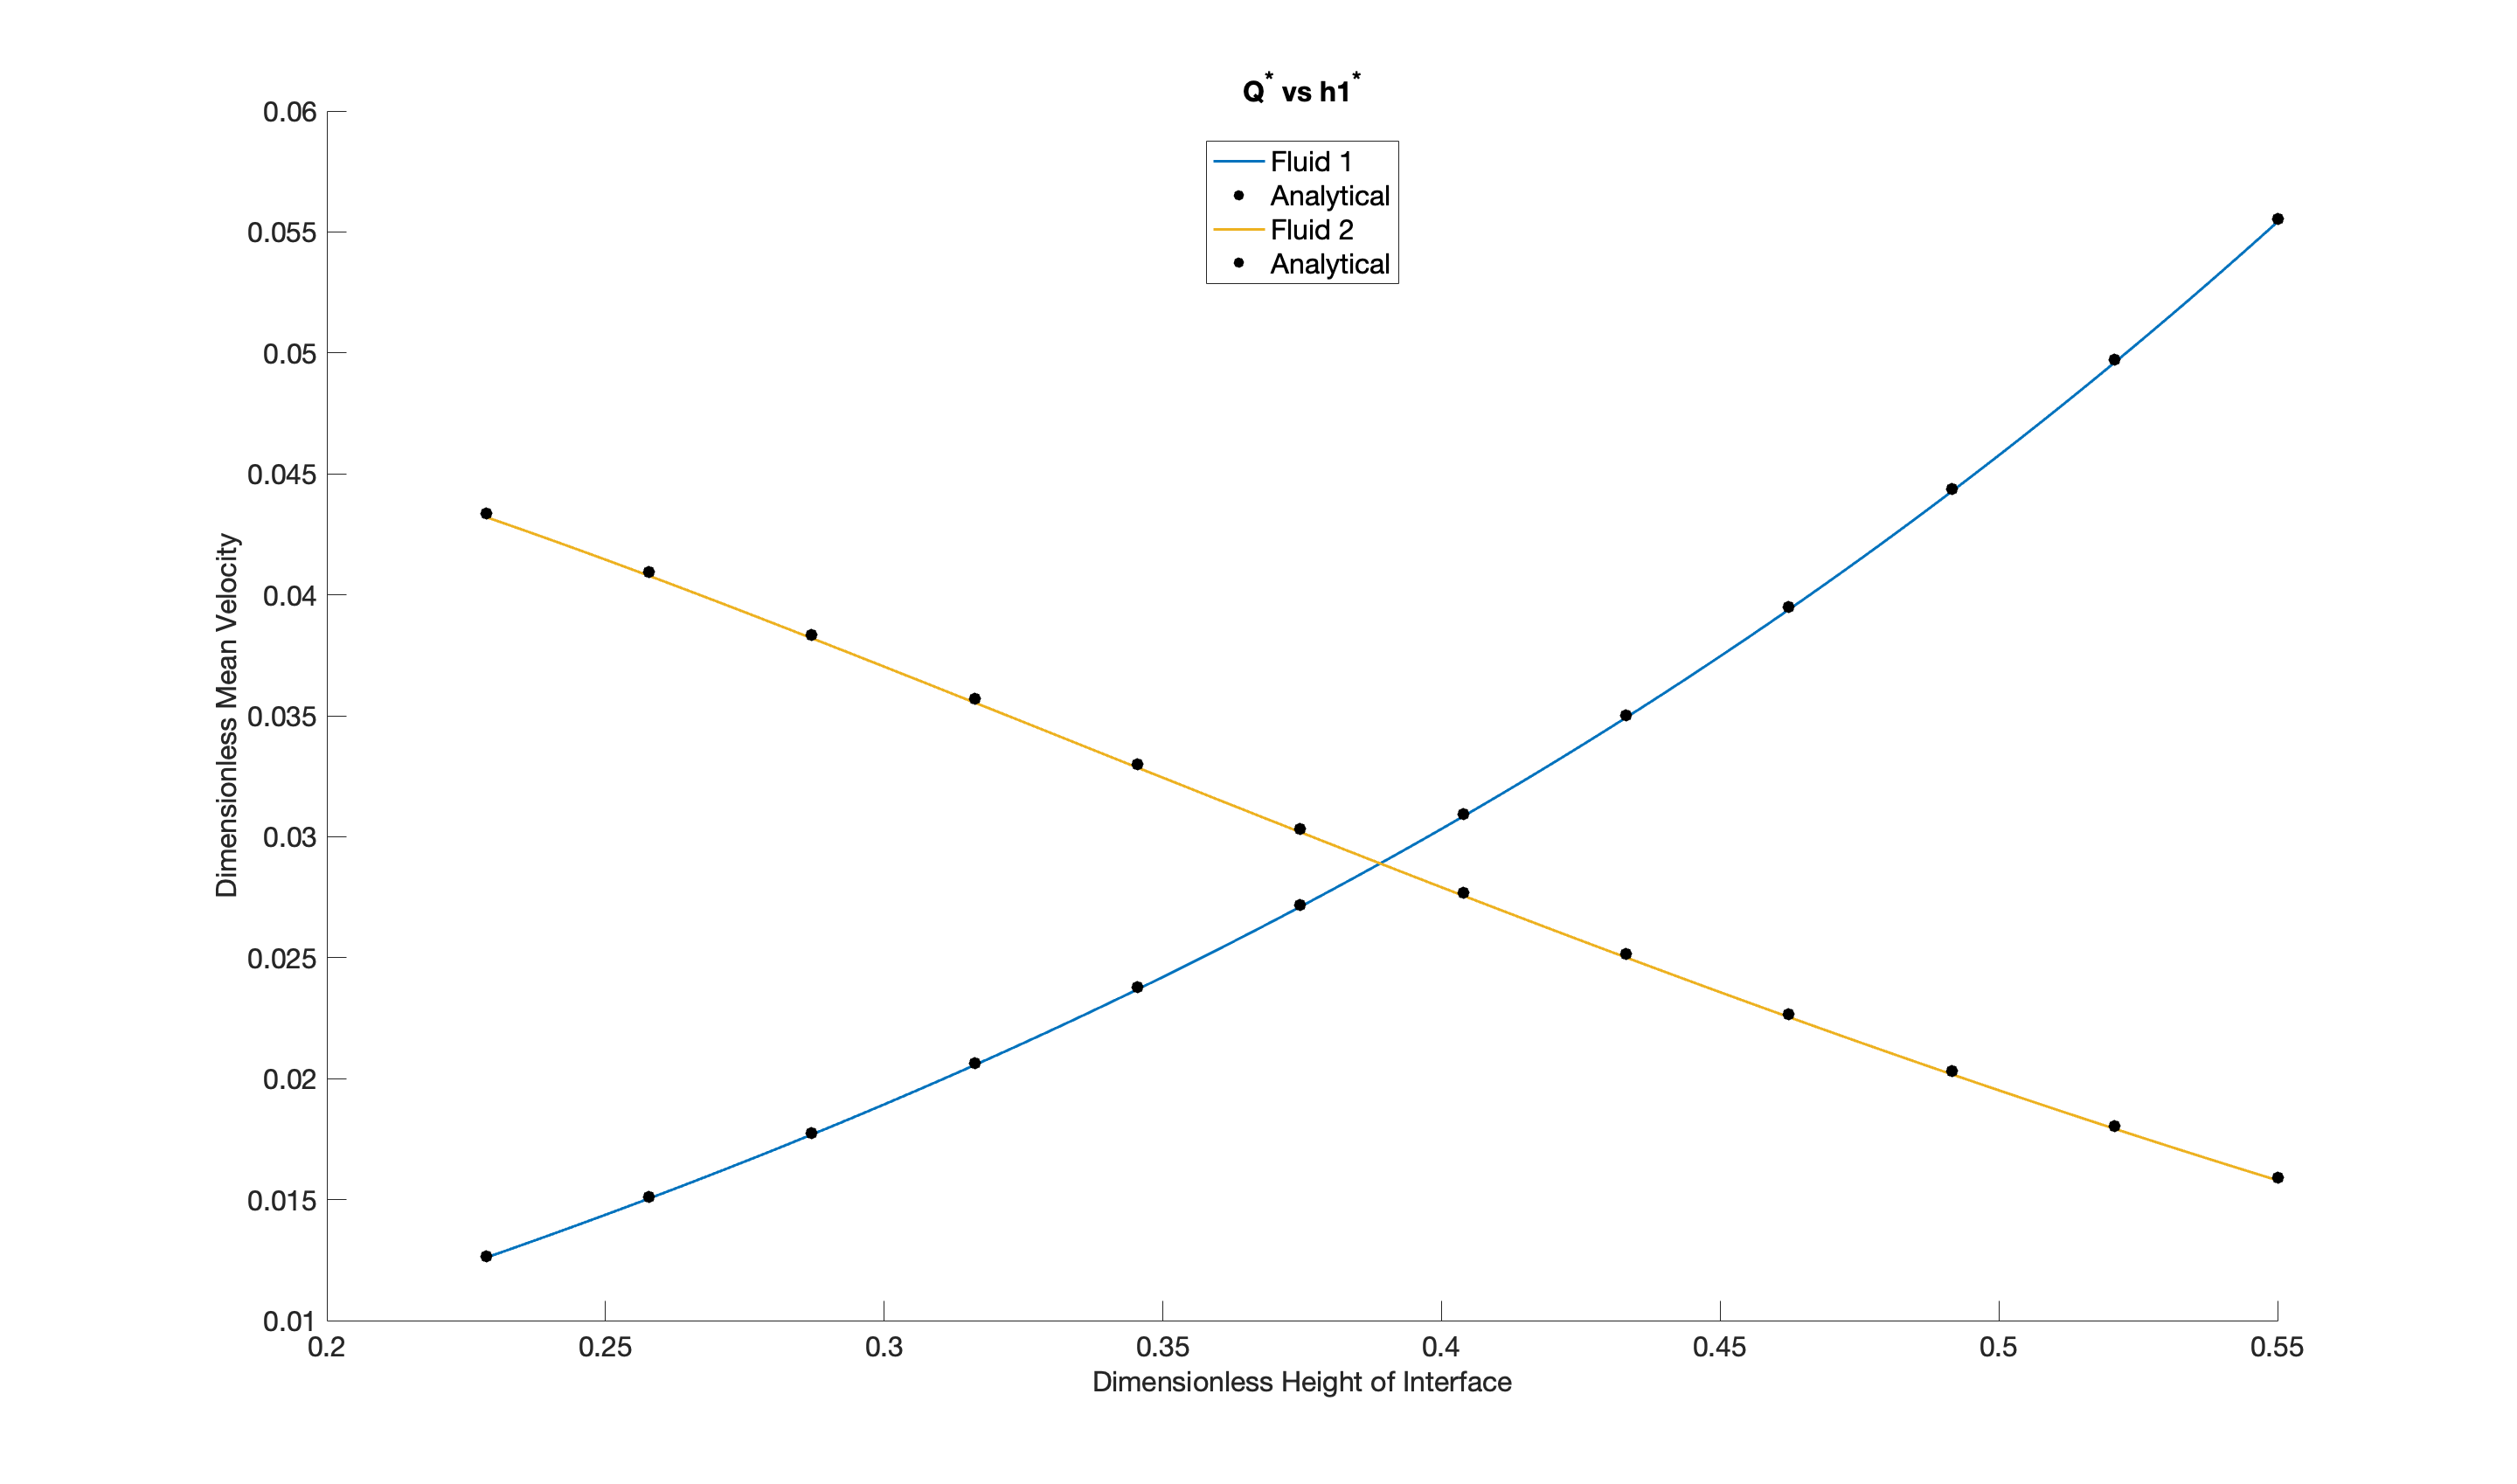 Q* vs h1*
Fluid 1
Analytical
Fluid 2
Analytical
0.06
0.055
0.05
0.045
0.04
0.035
0.03
0.025
0.02
0.015
0.01
Dimensionless Mean Velocity
0.2 0.25 0.3 0.35 0.4 0.45 0.5 0.55
Dimensionless Height of Interface